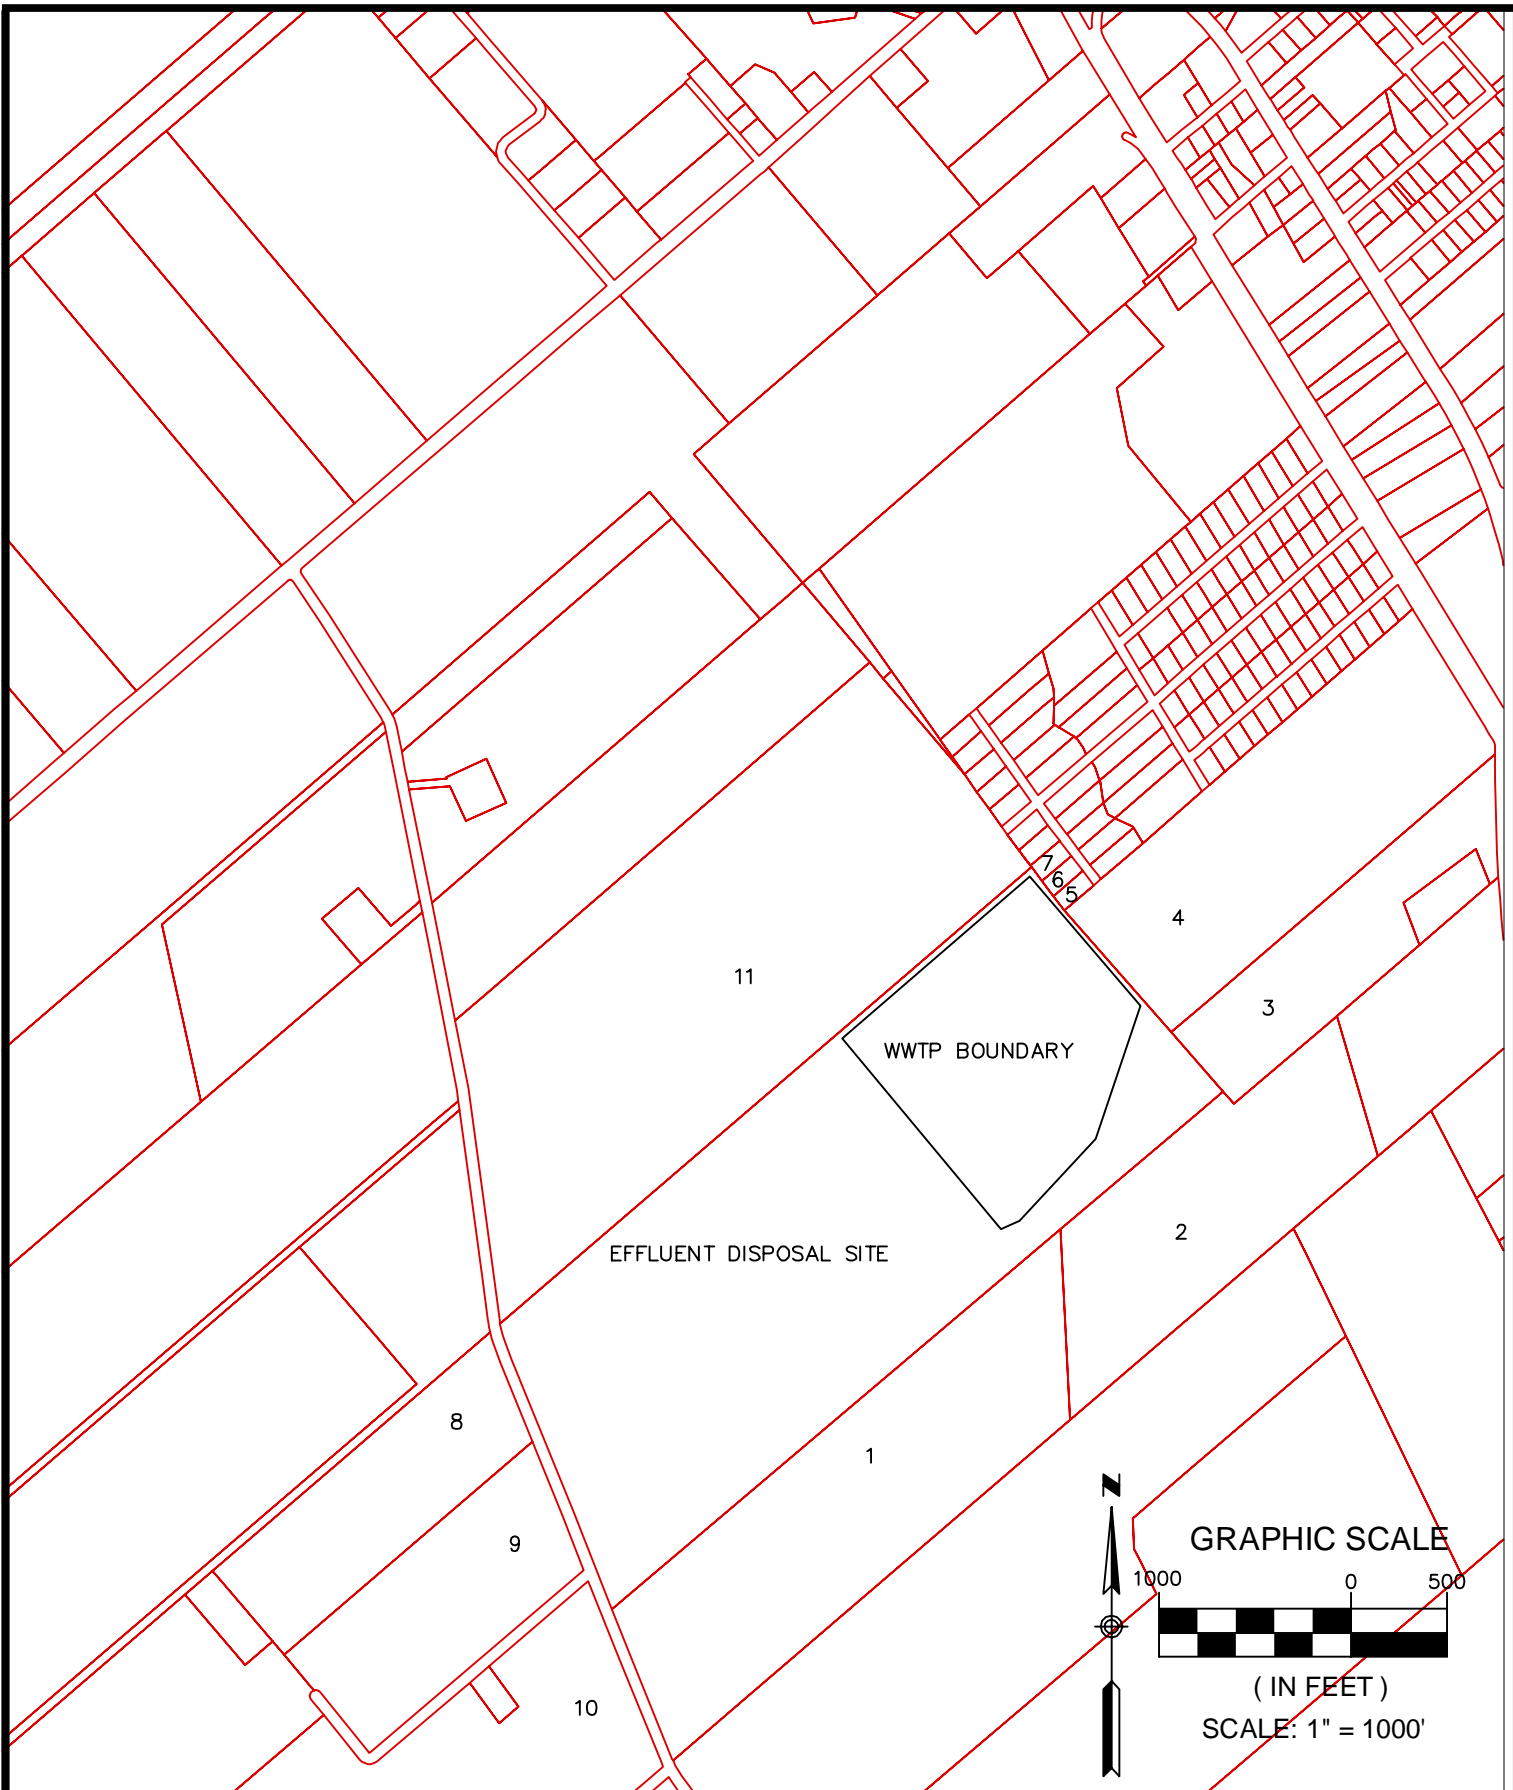 7
6
5
4
11
3
WWTP BOUNDARY
2
EFFLUENT DISPOSAL SITE
8
1
9
10
N
GRAPHIC SCALE
1000 0 500
( IN FEET )
SCALE: 1" = 1000'